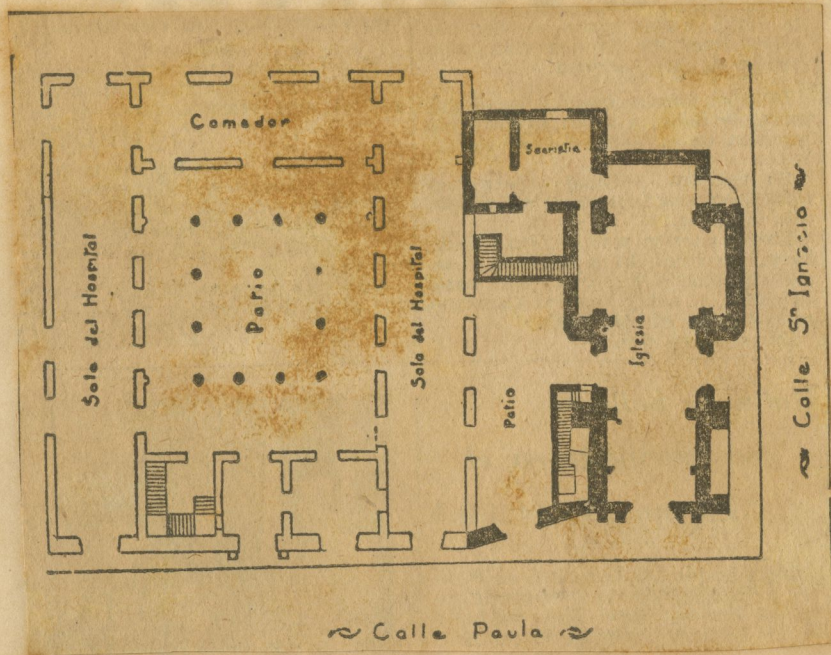 Comedor
Sacristia
Sala del Hospital
Patio
Sala del Hospital
Patio
Iglesia
Calle Sn Ignacio
Calle Paula